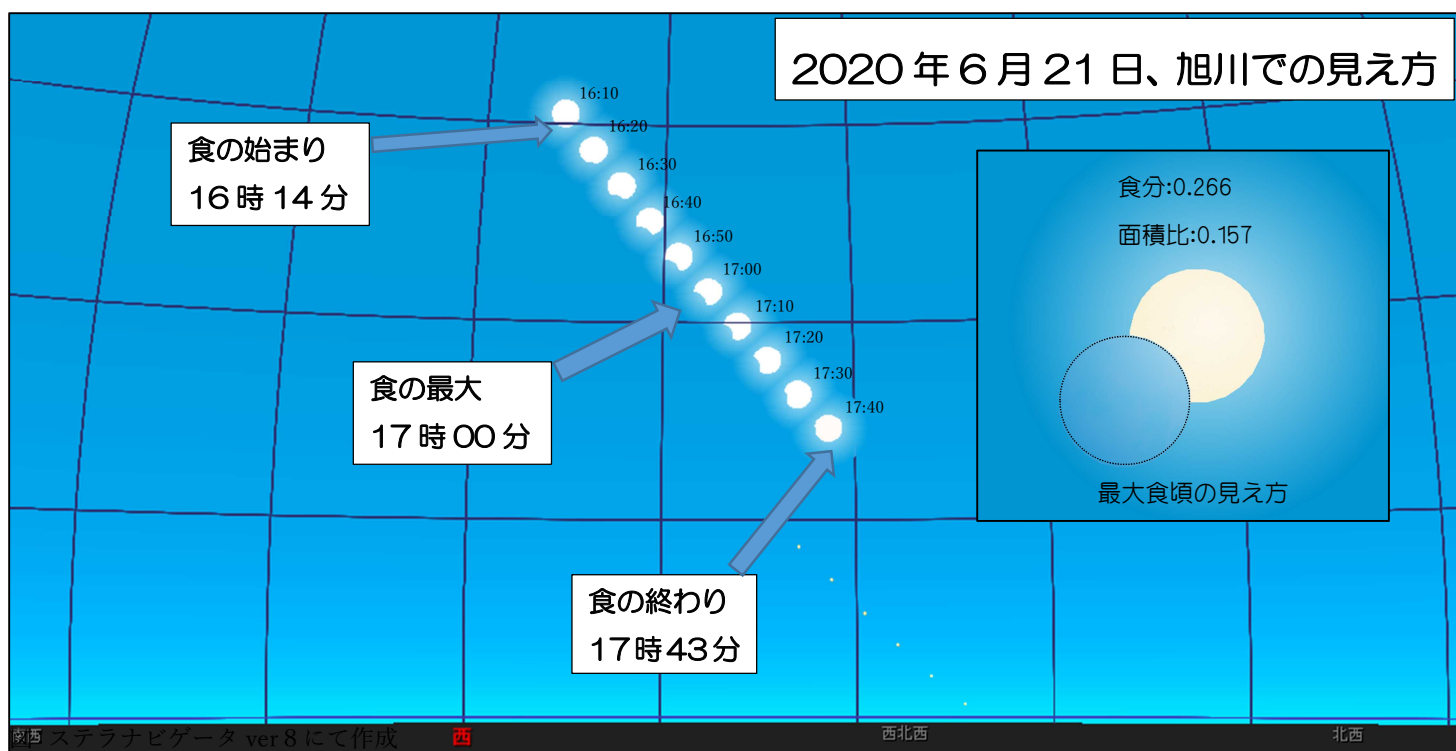 2020年6月21日、旭川での見え方
16:10
16:20
16:30
16:40
16:50
17:00
17:10
17:20
17:30
17:40
食の始まり
16時14分
食の最大
17時00分
食の終わり
17時43分
食分:0.266
面積比:0.157
最大食頃の見え方
南西
ステラナビゲータ ver 8 にて作成
西
西北西
北西